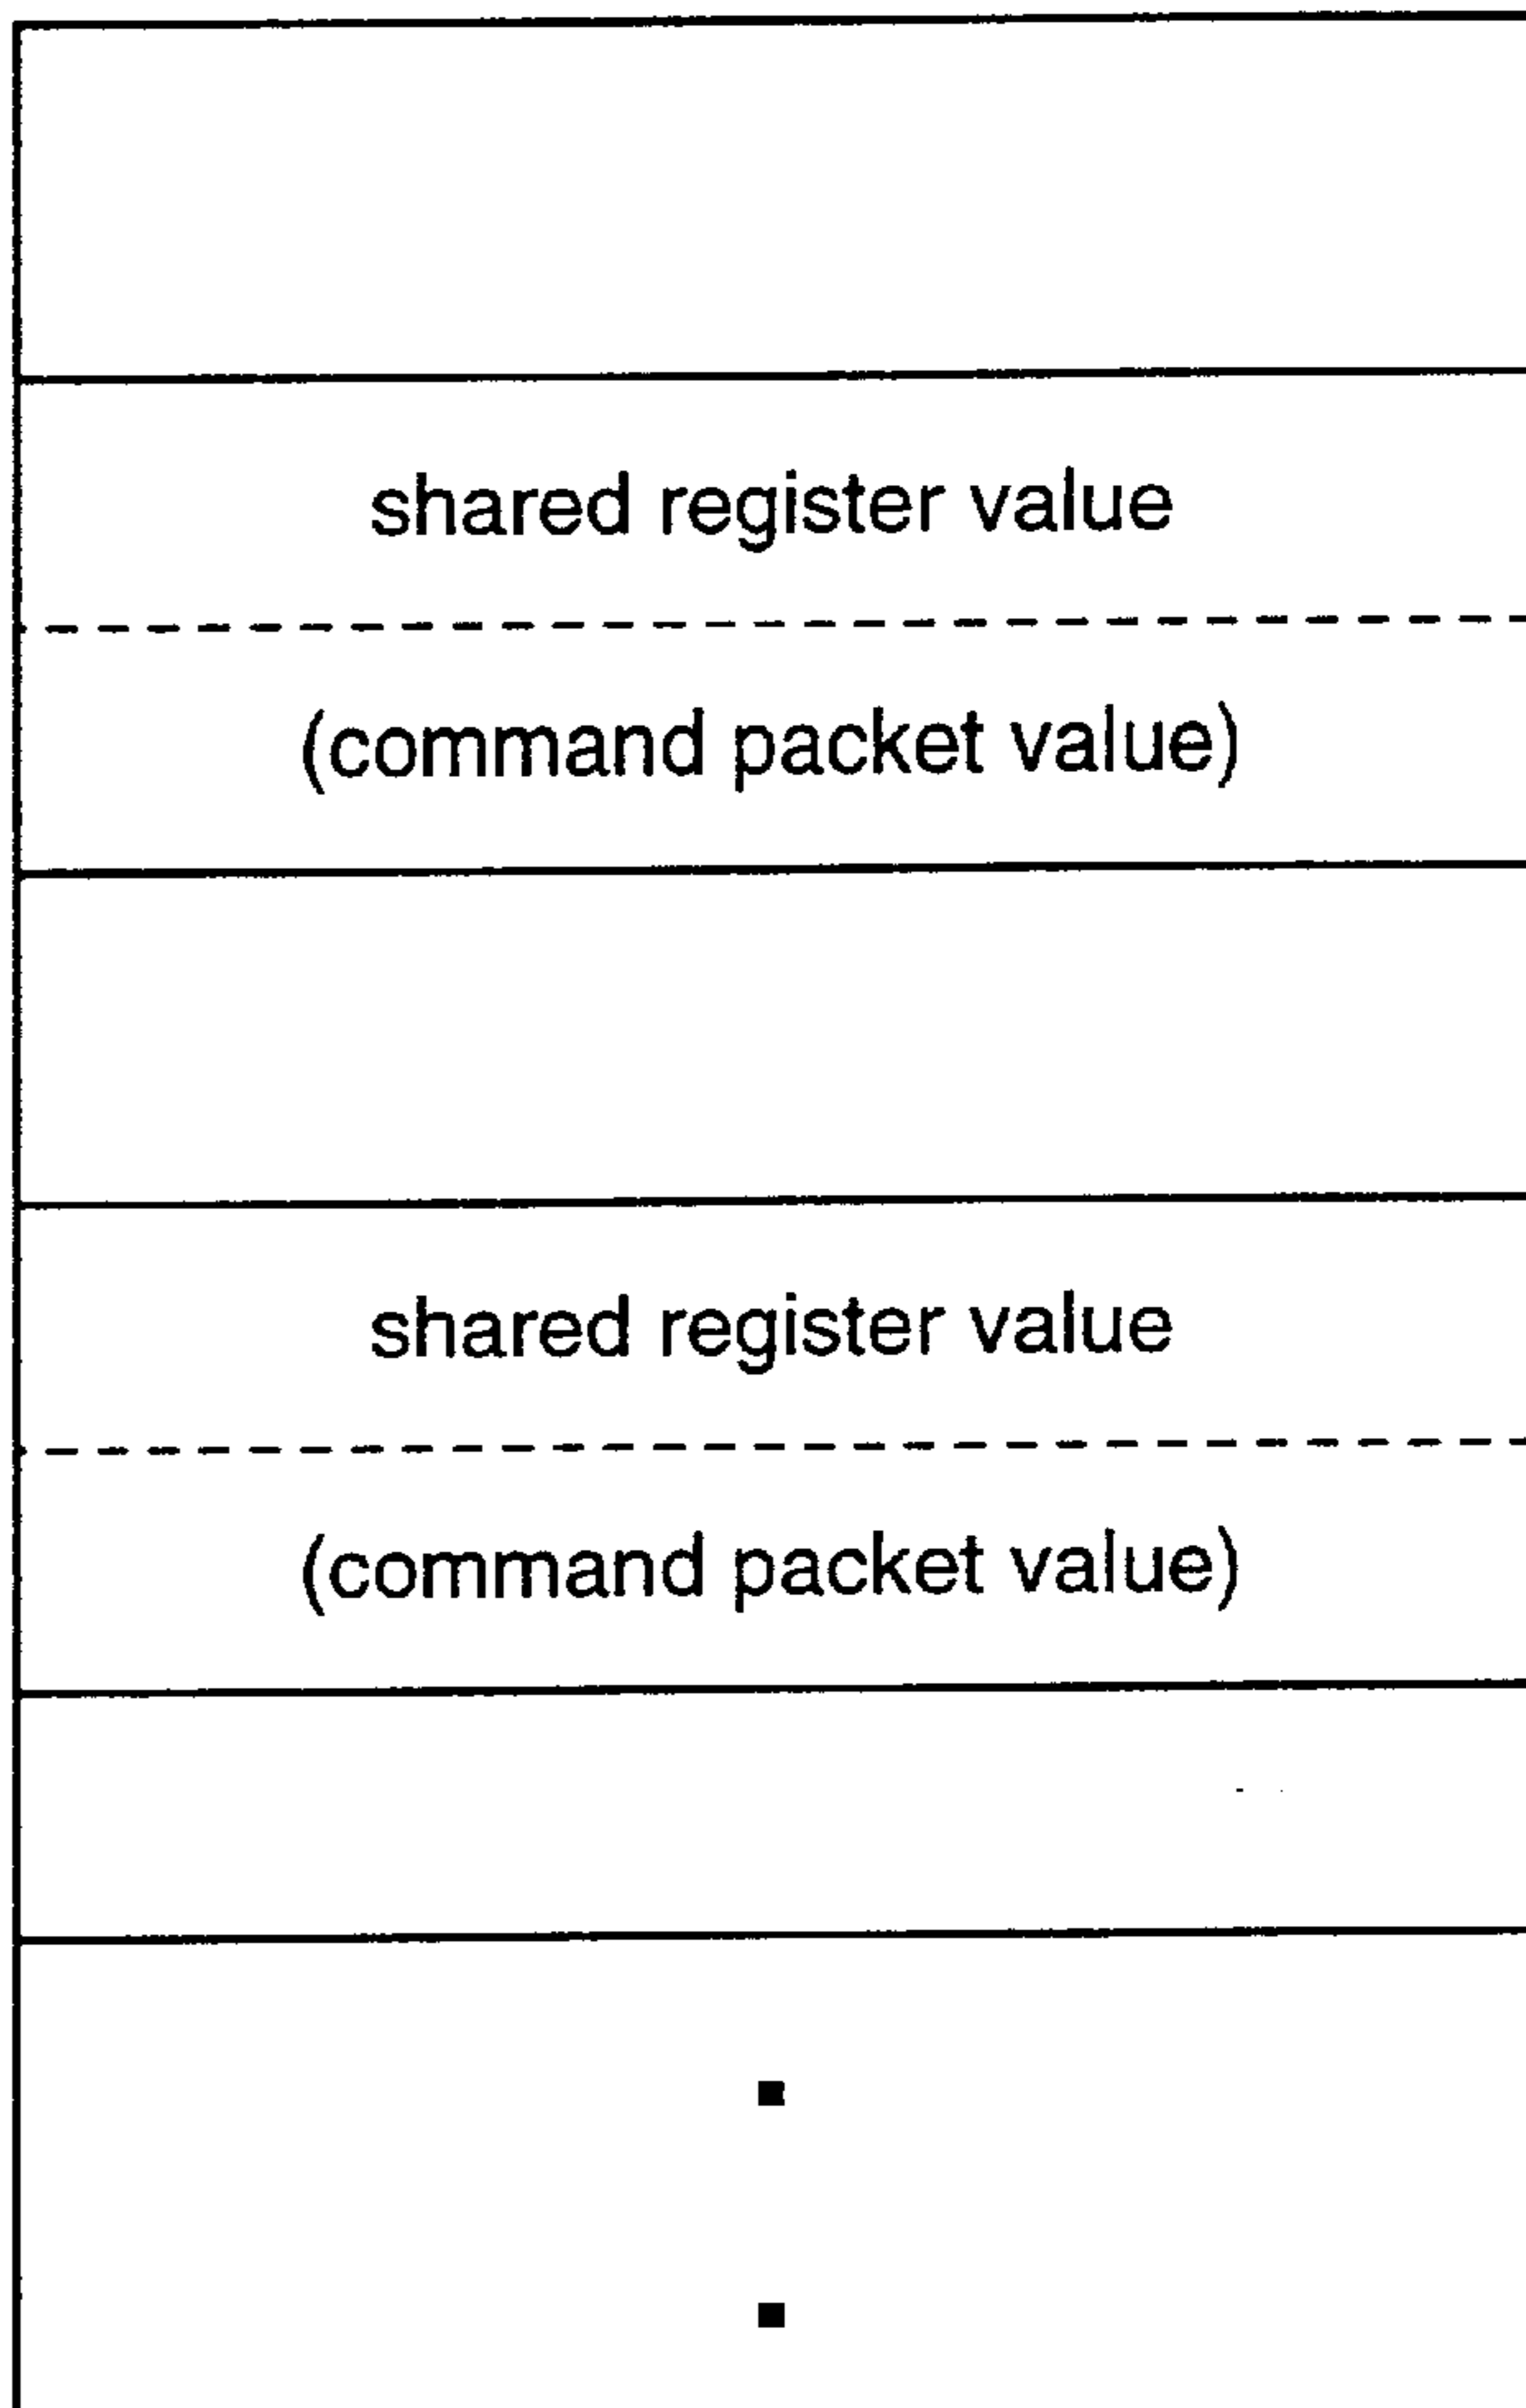 shared register value
(command packet value)
shared register value
(command packet value)